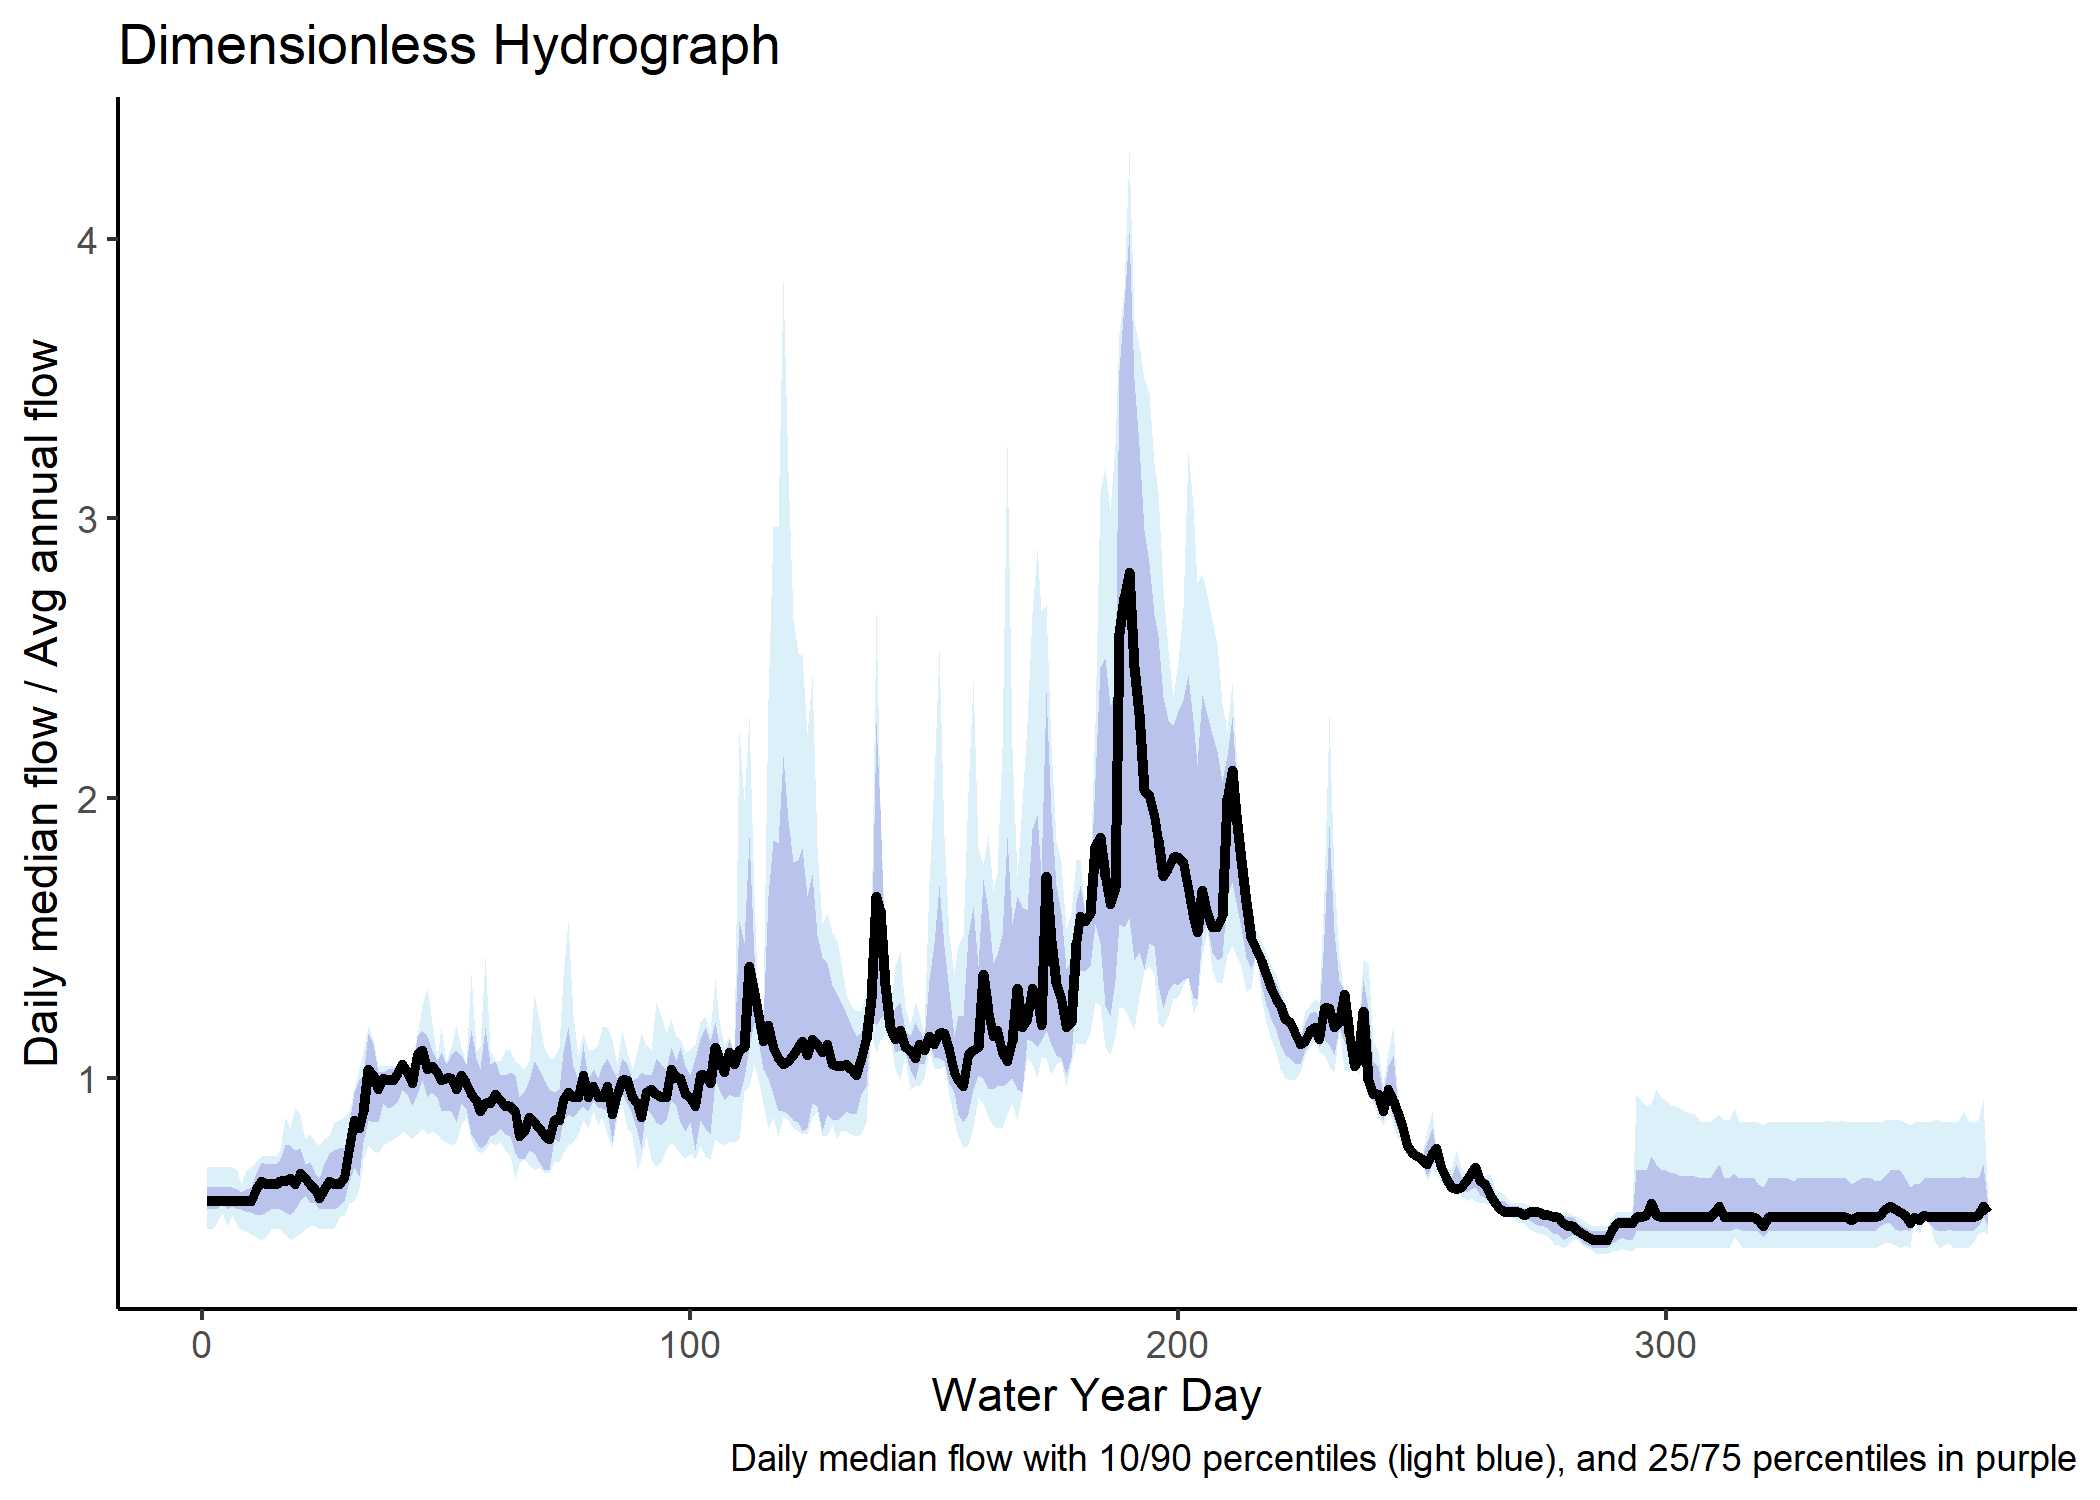 Dimensionless Hydrograph
Daily median flow / Avg annual flow
4
3
2
1
0 100 200 300
Water Year Day
Daily median flow with 10/90 percentiles (light blue), and 25/75 percentiles in purple